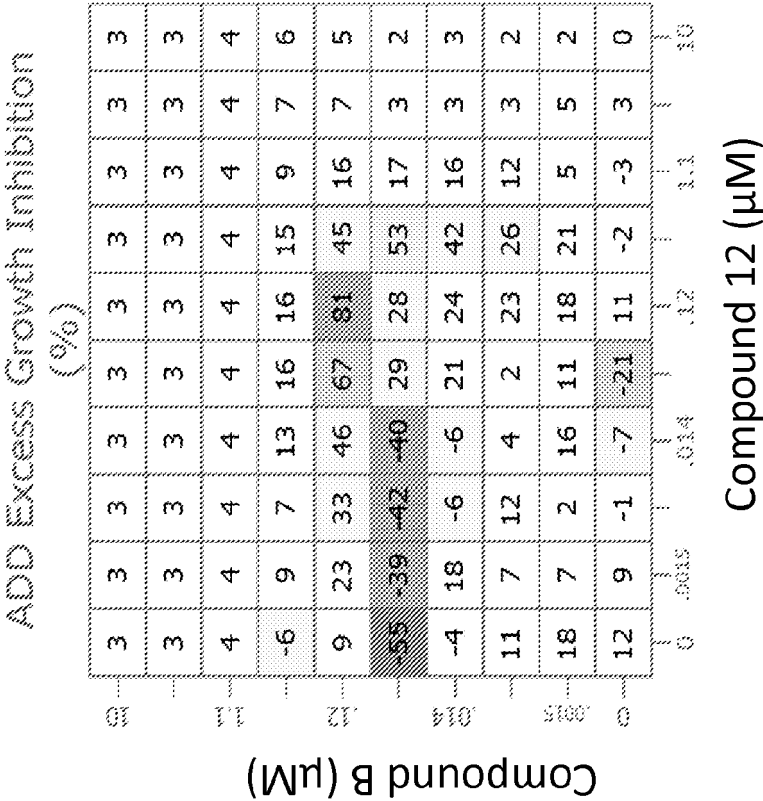 ADD Excess Growth Inhibition
(%)
10 3 3 3 3 3 3 3 3 3 3
3 3 3 3 3 3 3 3 3 3
1.1 4 4 4 4 4 4 4 4 4 4
-6 9 7 13 16 16 15 9 7 6
.12 9 23 33 46 67 81 45 16 7 5
-55 -39 -42 -40 29 28 53 17 3 2
.014 -4 18 -6 -6 21 24 42 16 3 3
11 7 12 4 2 23 26 12 3 2
.0015 18 7 2 16 11 18 21 5 5 2
0 12 9 -1 -7 -21 11 -2 -3 3 0
0 .0015 .014 .12 1.1 10
Compound B (µM)
Compound 12 (µM)